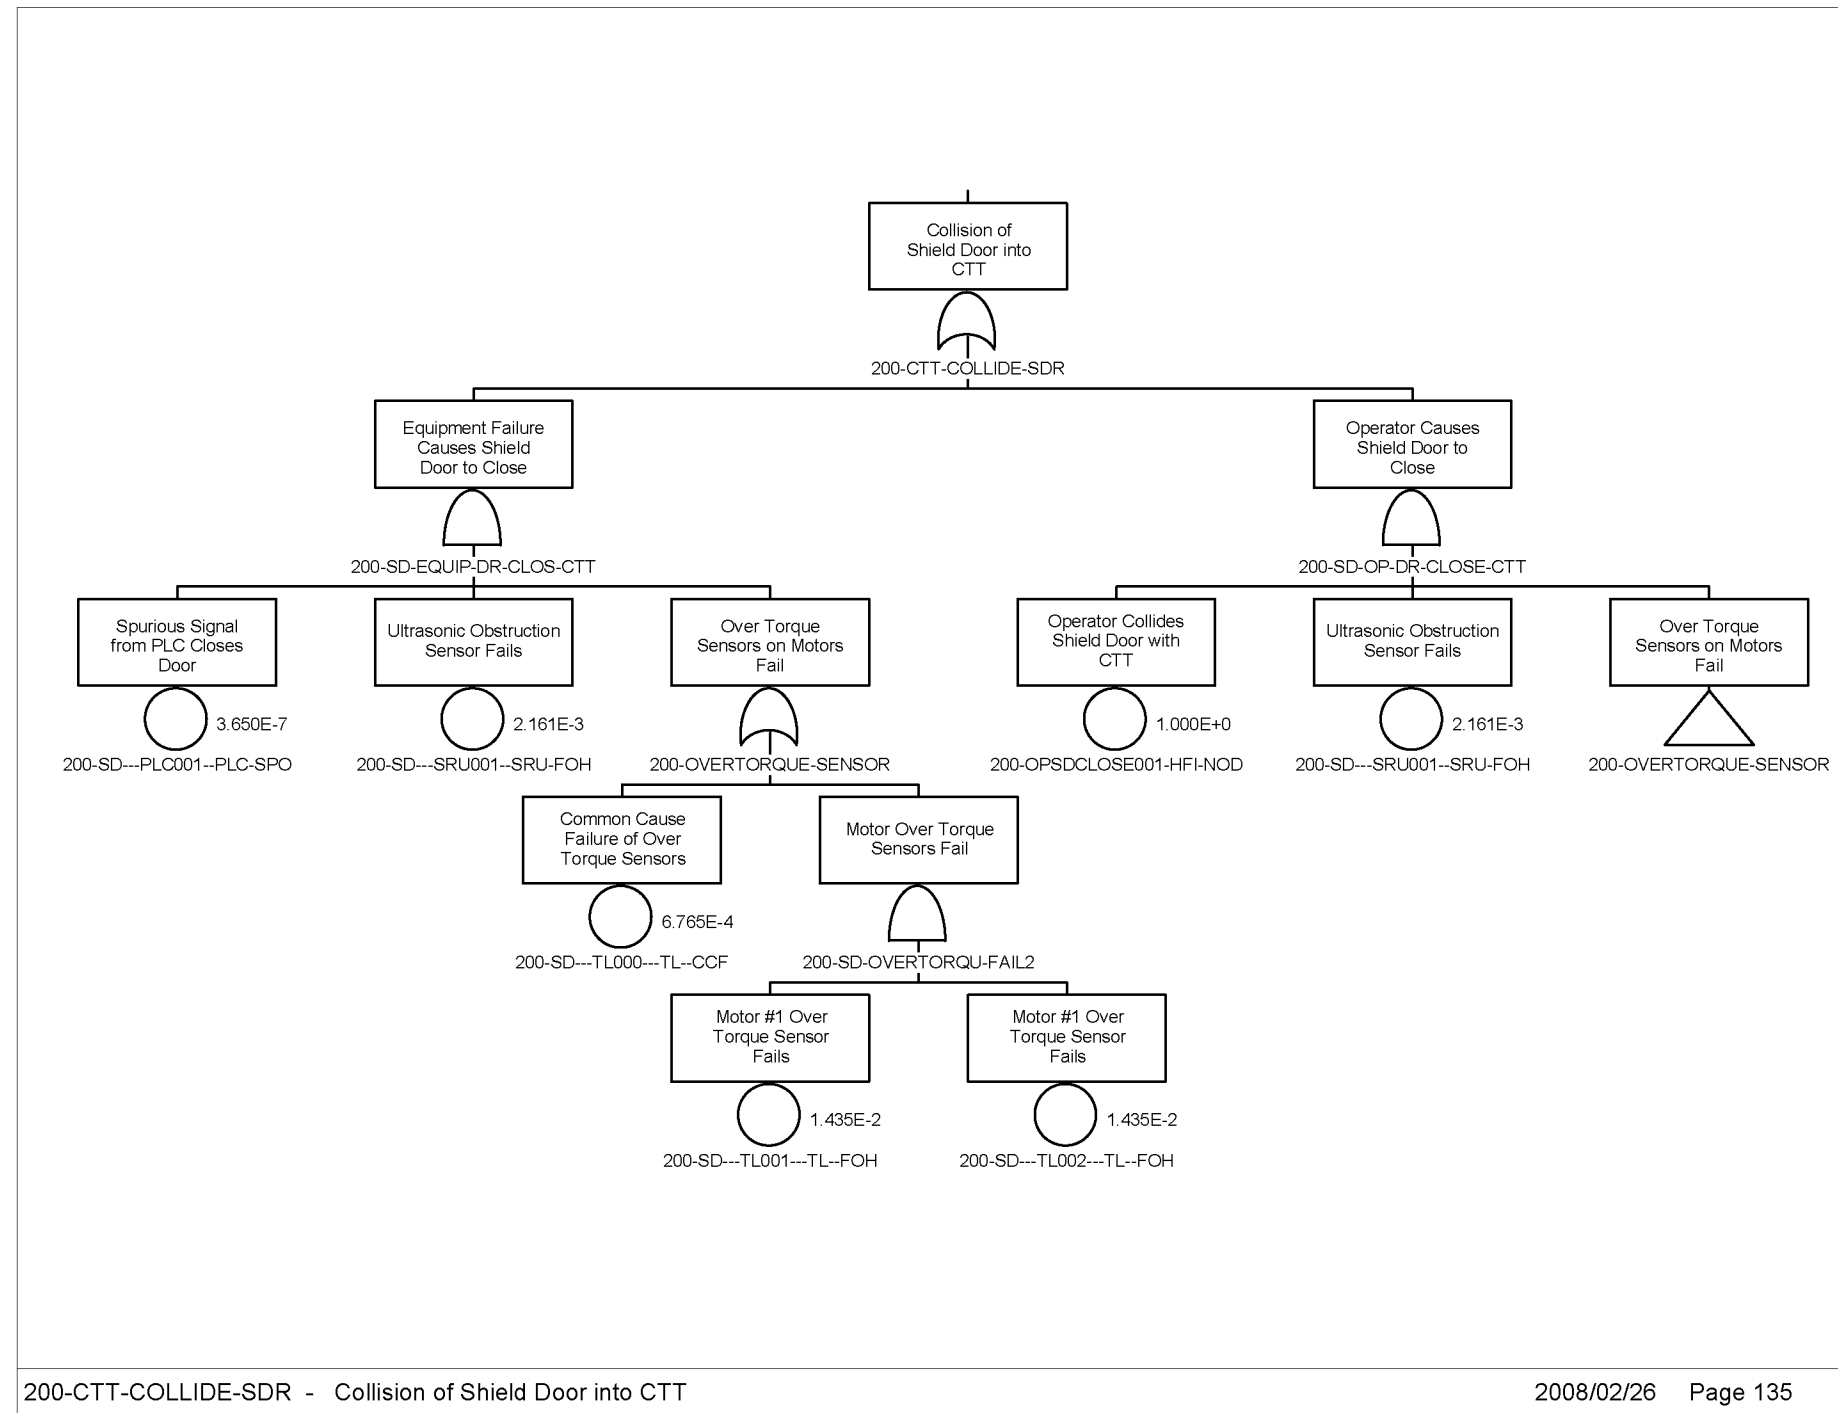 Collision of
Shield Door into
CTT
200-CTT-COLLIDE-SDR
Equipment Failure
Causes Shield
Door to Close
200-SD-EQUIP-DR-CLOS-CTT
Operator Causes
Shield Door to
Close
200-SD-OP-DR-CLOSE-CTT
Spurious Signal
from PLC Closes
Door
3.650E-7
200-SD---PLC001--PLC-SPO
Ultrasonic Obstruction
Sensor Fails
2.161E-3
200-SD---SRU001--SRU-FOH
Over Torque
Sensors on Motors
Fail
200-OVERTORQUE-SENSOR
Operator Collides
Shield Door with
CTT
1.000E+0
200-OPSDCLOSE001-HFI-NOD
Ultrasonic Obstruction
Sensor Fails
2.161E-3
200-SD---SRU001--SRU-FOH
Over Torque
Sensors on Motors
Fail
200-OVERTORQUE-SENSOR
Common Cause
Failure of Over
Torque Sensors
6.765E-4
200-SD---TL000---TL--CCF
Motor Over Torque
Sensors Fail
200-SD-OVERTORQU-FAIL2
Motor #1 Over
Torque Sensor
Fails
1.435E-2
200-SD---TL001---TL--FOH
Motor #1 Over
Torque Sensor
Fails
1.435E-2
200-SD---TL002---TL--FOH
200-CTT-COLLIDE-SDR - Collision of Shield Door into CTT
2008/02/26 Page 135